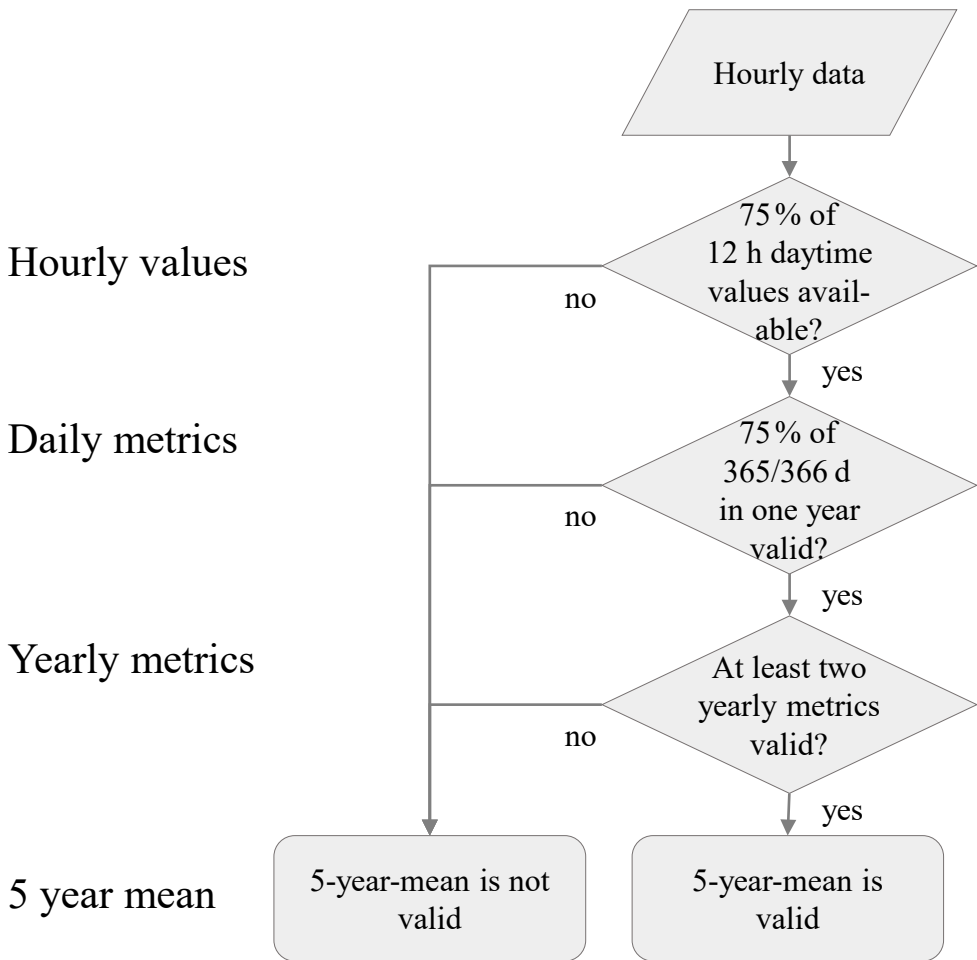 Hourly data
Hourly values
75% of
12 h daytime
values avail-
able?
no
yes
Daily metrics
75% of
365/366 d
in one year
valid?
no
yes
Yearly metrics
At least two
yearly metrics
valid?
no
yes
5 year mean
5-year-mean is not
valid
5-year-mean is
valid